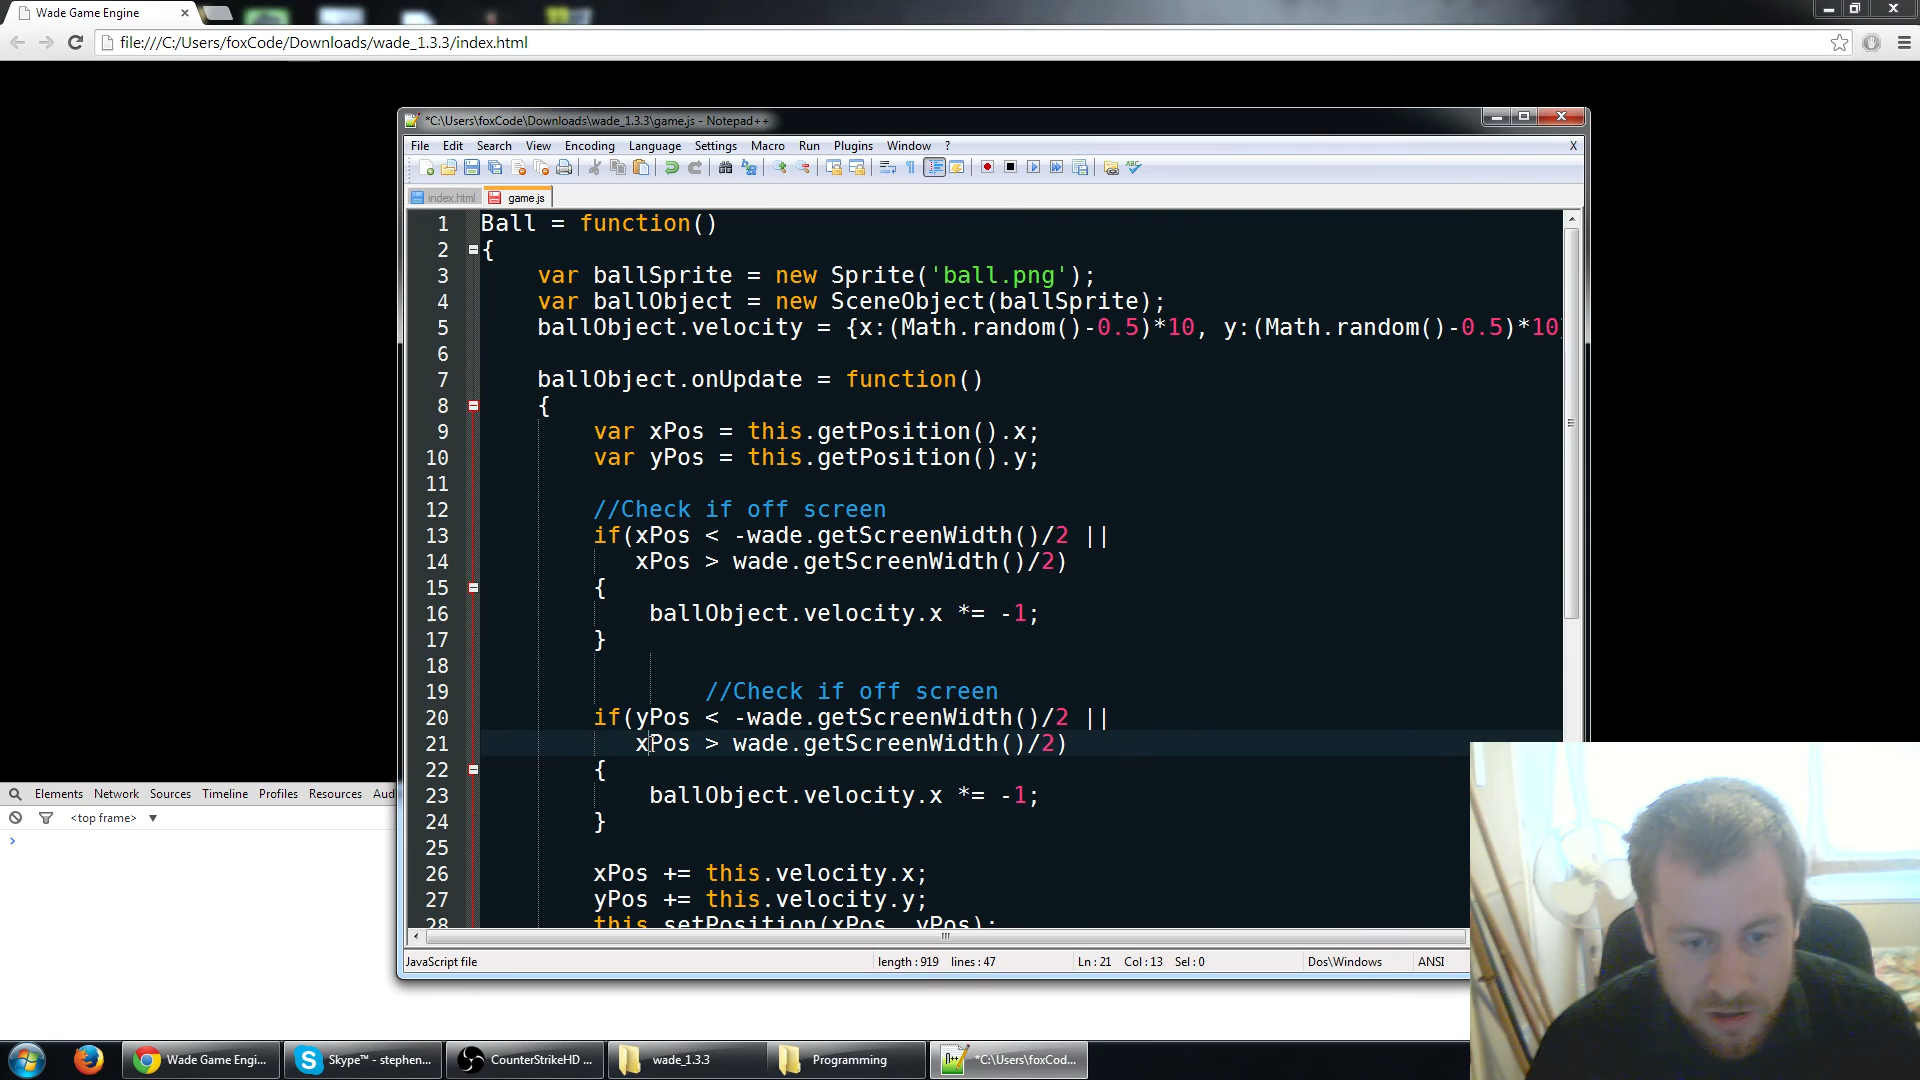 Wade Game Engine
file:///C:/Users/foxCode/Downloads/wade_1.3.3/index.html
*C:\Users\foxCode\Downloads\wade_1.3.3\game.js - Notepad++
File Edit Search View Encoding Language Settings Macro Run Plugins Window ? X
index.html game.js
1 Ball = function()
2 {
3 var ballSprite = new Sprite('ball.png');
4 var ballObject = new SceneObject(ballSprite);
5 ballObject.velocity = {x:(Math.random()-0.5)*10, y:(Math.random()-0.5)*10
6
7 ballObject.onUpdate = function()
8 {
9 var xPos = this.getPosition().x;
10 var yPos = this.getPosition().y;
11
12 //Check if off screen
13 if(xPos < -wade.getScreenWidth()/2 ||
14 xPos > wade.getScreenWidth()/2)
15 {
16 ballObject.velocity.x *= -1;
17 }
18
19 //Check if off screen
20 if(yPos < -wade.getScreenWidth()/2 ||
21 xPos > wade.getScreenWidth()/2)
22 {
23 ballObject.velocity.x *= -1;
24 }
25
26 xPos += this.velocity.x;
27 yPos += this.velocity.y;
28 this.setPosition(xPos, yPos);
Elements Network Sources Timeline Profiles Resources Aud
<top frame> ▼
JavaScript file length : 919 lines : 47 Ln : 21 Col : 13 Sel : 0 Dos\Windows ANSI
Wade Game Engi... Skype™ - stephen... CounterStrikeHD ... wade_1.3.3 Programming *C:\Users\foxCod...